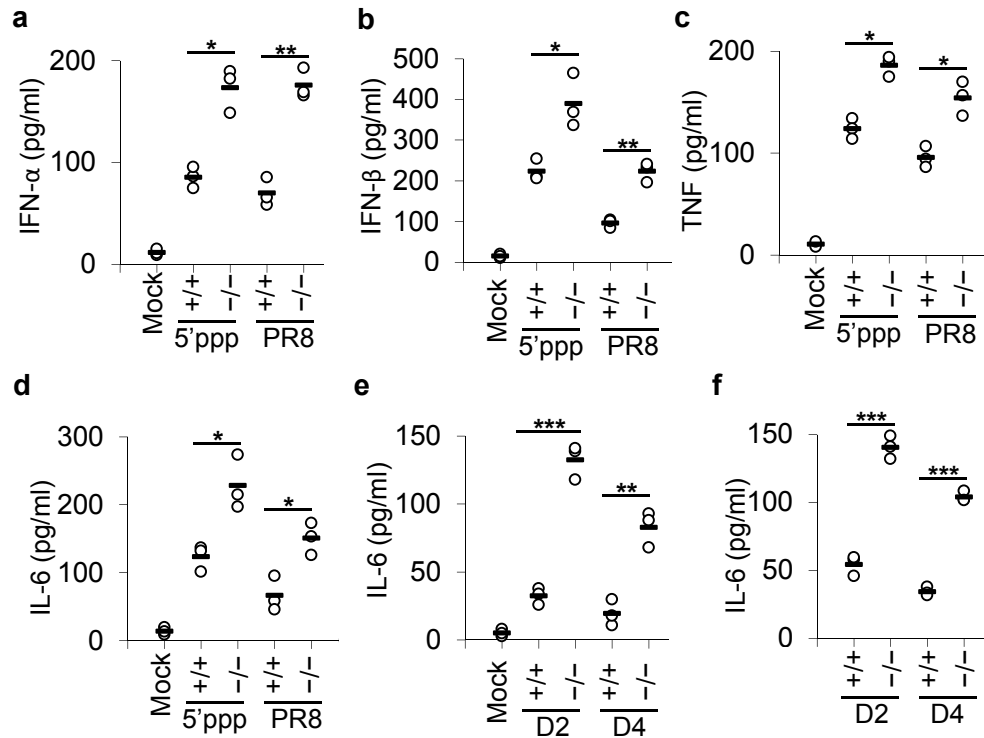 a
IFN-α (pg/ml)
200
100
0
*
**
Mock
+/+
−/−
+/+
−/−
5’ppp
PR8
b
IFN-β (pg/ml)
500
400
300
200
100
0
*
**
Mock
+/+
−/−
+/+
−/−
5’ppp
PR8
c
TNF (pg/ml)
200
100
0
*
*
Mock
+/+
−/−
+/+
−/−
5’ppp
PR8
d
IL-6 (pg/ml)
300
200
100
0
*
*
Mock
+/+
−/−
+/+
−/−
5’ppp
PR8
e
IL-6 (pg/ml)
150
100
50
0
***
**
Mock
+/+
−/−
+/+
−/−
D2
D4
f
IL-6 (pg/ml)
150
100
50
0
***
***
+/+
−/−
+/+
−/−
D2
D4